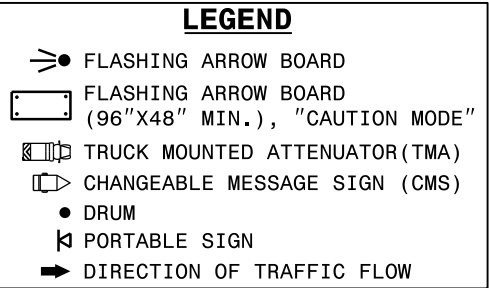 LEGEND
FLASHING ARROW BOARD
FLASHING ARROW BOARD
(96"X48" MIN.), "CAUTION MODE"
TRUCK MOUNTED ATTENUATOR(TMA)
CHANGEABLE MESSAGE SIGN (CMS)
DRUM
PORTABLE SIGN
DIRECTION OF TRAFFIC FLOW